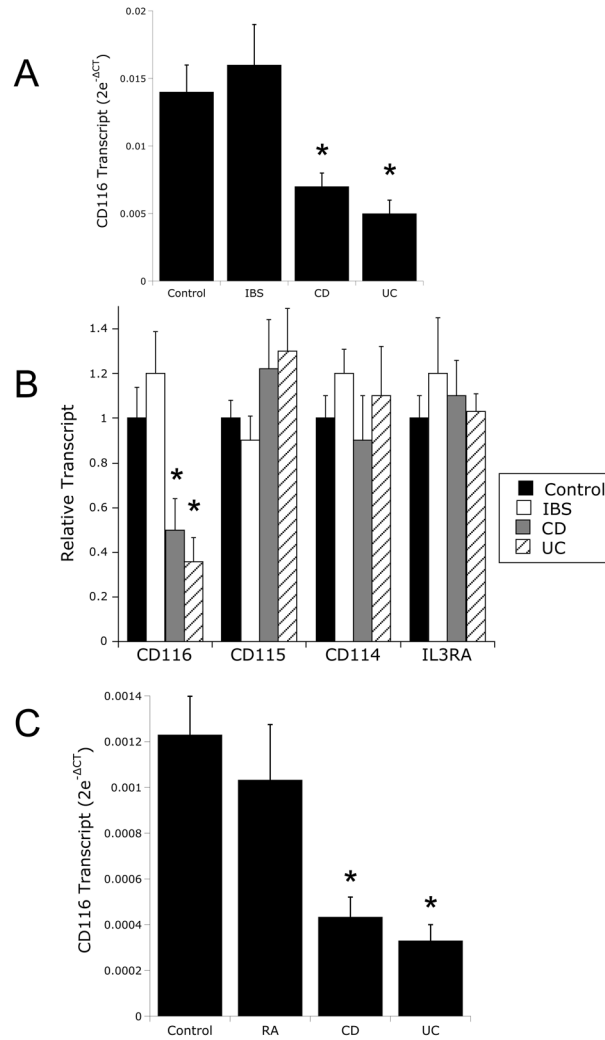 A
CD116 Transcript (2e^-ΔCT)
0.02
0.015
0.01
0.005
0
*
*
Control IBS CD UC
B
Relative Transcript
1.4
1.2
1
0.8
0.6
0.4
0.2
0
*
*
CD116 CD115 CD114 IL3RA
Control
IBS
CD
UC
C
CD116 Transcript (2e^-ΔCT)
0.0014
0.0012
0.001
0.0008
0.0006
0.0004
0.0002
0
*
*
Control RA CD UC